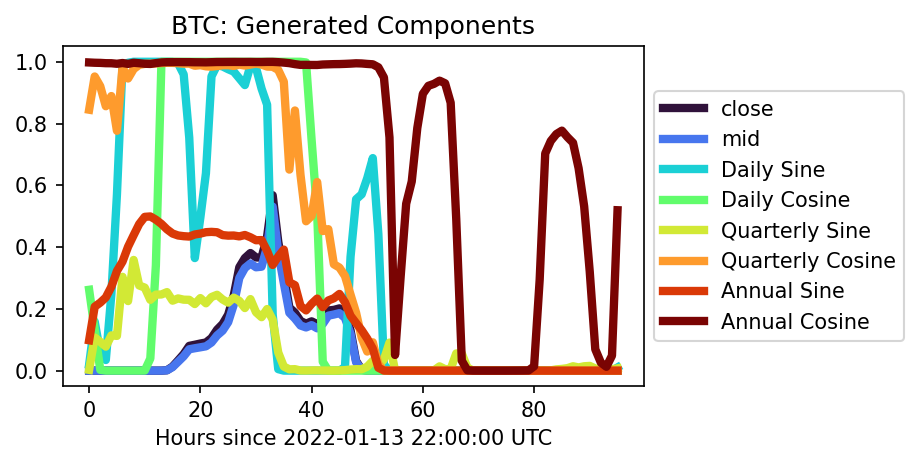 BTC: Generated Components
1.0
0.8
0.6
0.4
0.2
0.0
0 20 40 60 80
Hours since 2022-01-13 22:00:00 UTC
close
mid
Daily Sine
Daily Cosine
Quarterly Sine
Quarterly Cosine
Annual Sine
Annual Cosine